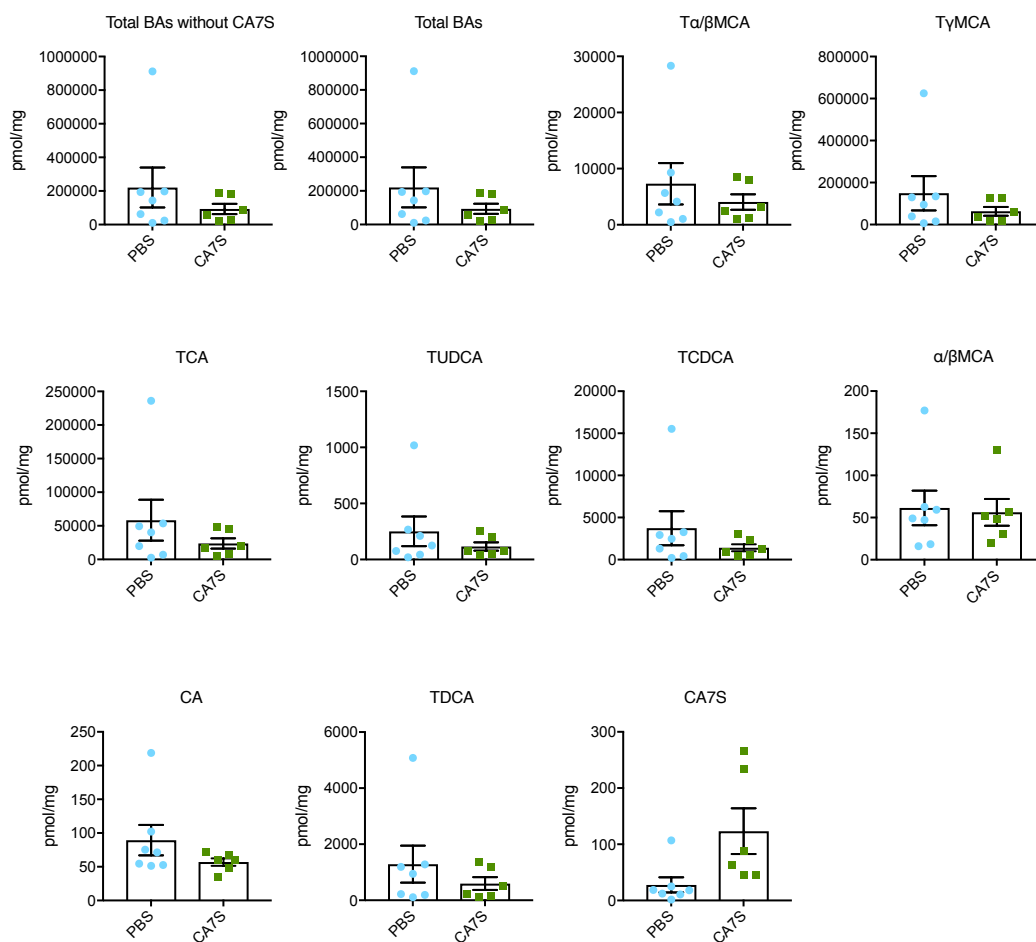 Total BAs without CA7S
pmol/mg
1000000
800000
600000
400000
200000
0
PBS
CA7S
Total BAs
pmol/mg
1000000
800000
600000
400000
200000
0
PBS
CA7S
Tα/βMCA
pmol/mg
30000
20000
10000
0
PBS
CA7S
TγMCA
pmol/mg
800000
600000
400000
200000
0
PBS
CA7S
TCA
pmol/mg
250000
200000
150000
100000
50000
0
PBS
CA7S
TUDCA
pmol/mg
1500
1000
500
0
PBS
CA7S
TCDCA
pmol/mg
20000
15000
10000
5000
0
PBS
CA7S
α/βMCA
pmol/mg
200
150
100
50
0
PBS
CA7S
CA
pmol/mg
250
200
150
100
50
0
PBS
CA7S
TDCA
pmol/mg
6000
4000
2000
0
PBS
CA7S
CA7S
pmol/mg
300
200
100
0
PBS
CA7S